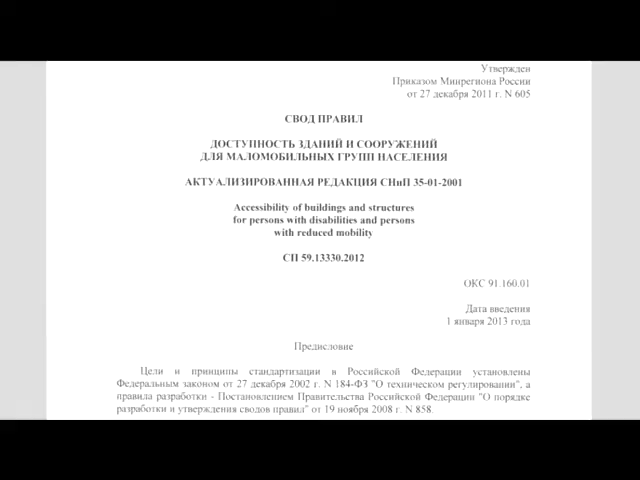 Утвержден
Приказом Минрегиона России
от 27 декабря 2011 г. N 605
СВОД ПРАВИЛ
ДОСТУПНОСТЬ ЗДАНИЙ И СООРУЖЕНИЙ
ДЛЯ МАЛОМОБИЛЬНЫХ ГРУПП НАСЕЛЕНИЯ
АКТУАЛИЗИРОВАННАЯ РЕДАКЦИЯ СНиП 35-01-2001
Accessibility of buildings and structures
for persons with disabilities and persons
with reduced mobility
СП 59.13330.2012
ОКС 91.160.01
Дата введения
1 января 2013 года
Предисловие
Цели и принципы стандартизации в Российской Федерации установлены
Федеральным законом от 27 декабря 2002 г. N 184-ФЗ "О техническом регулировании", а
правила разработки - Постановлением Правительства Российской Федерации "О порядке
разработки и утверждения сводов правил" от 19 ноября 2008 г. N 858.